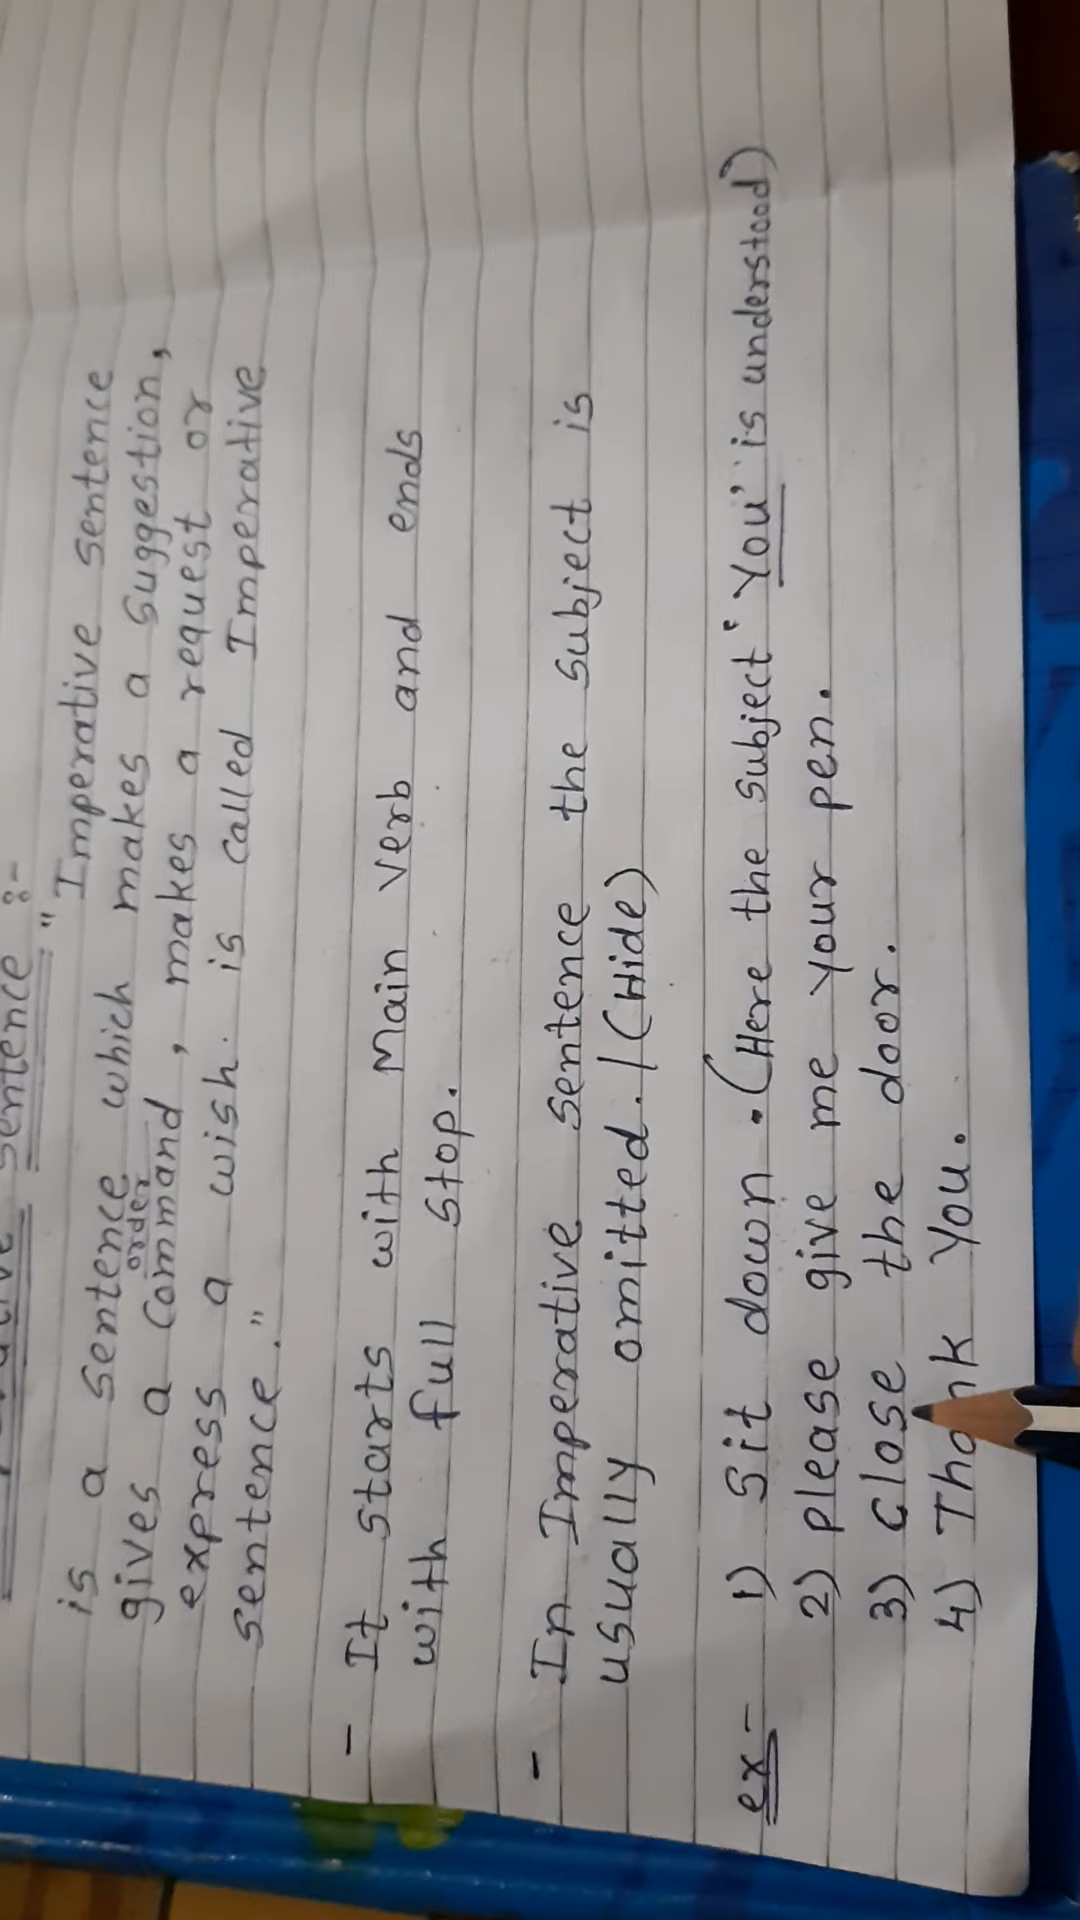 sentence :-
" Imperative sentence
is a sentence which makes a suggestion,
order
gives a command, makes a request or
express a wish. is called Imperative
sentence."
- It starts with Main verb and ends
with full stop.
- In Imperative sentence the subject is
usually omitted. / (Hide)
ex- 1) Sit down. (Here the subject 'You' is understood)
2) please give me your pen.
3) Close the door.
4) Thank You.